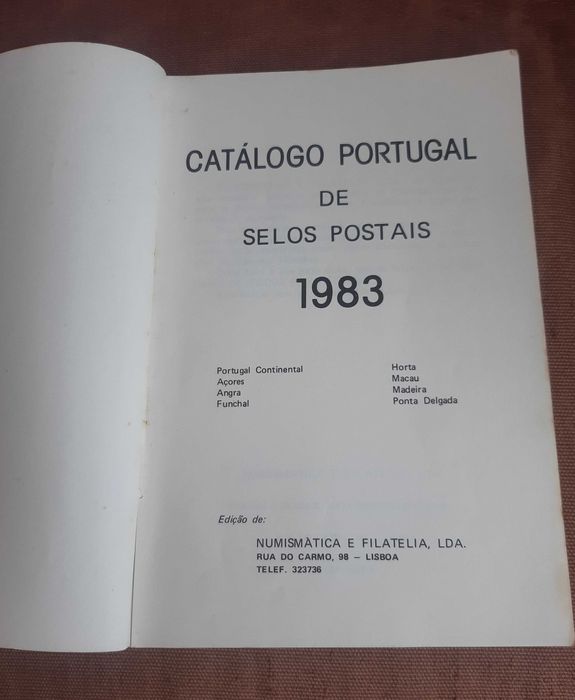 CATÁLOGO PORTUGAL
DE
SELOS POSTAIS
1983
Portugal Continental
Açores
Angra
Funchal
Horta
Macau
Madeira
Ponta Delgada
Edição de:
NUMISMÀTICA E FILATELIA, LDA.
RUA DO CARMO, 98 – LISBOA
TELEF. 323736